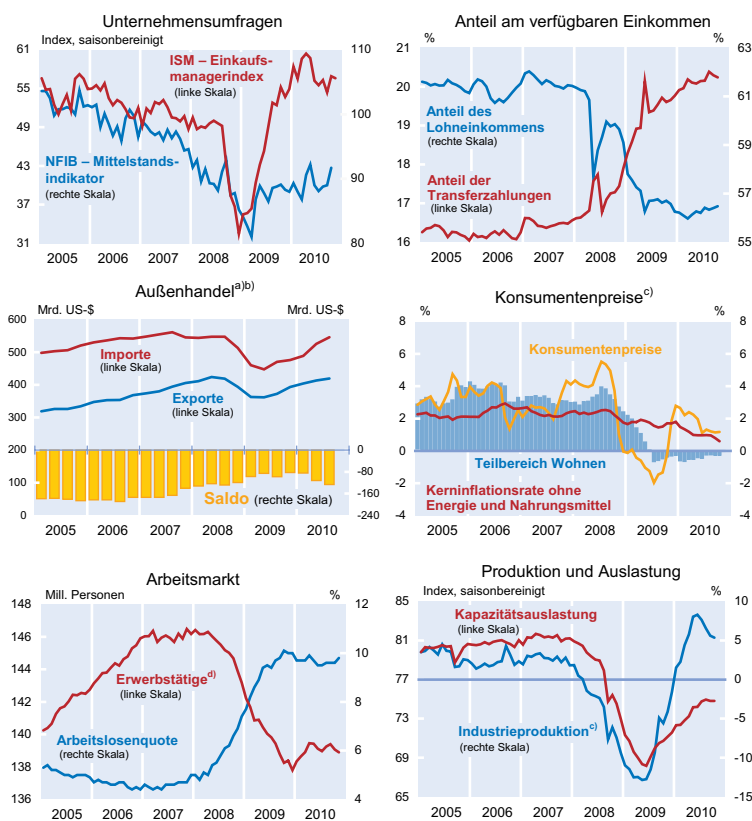 Unternehmensumfragen
Index, saisonbereinigt
61
55
49
43
37
31
110
100
90
80
ISM – Einkaufs-
managerindex
(linke Skala)
NFIB – Mittelstands-
indikator
(rechte Skala)
2005 2006 2007 2008 2009 2010
Anteil am verfügbaren Einkommen
% %
21
20
19
18
17
16
63
61
59
57
55
Anteil des
Lohneinkommens
(rechte Skala)
Anteil der
Transferzahlungen
(linke Skala)
2005 2006 2007 2008 2009 2010
Außenhandel a)b)
Mrd. US-$ Mrd. US-$
600
500
400
300
200
100
0
0
-80
-160
-240
Importe
(linke Skala)
Exporte
(linke Skala)
Saldo (rechte Skala)
2005 2006 2007 2008 2009 2010
Konsumentenpreise c)
% %
8
6
4
2
0
-2
-4
8
6
4
2
0
-2
-4
Konsumentenpreise
Teilbereich Wohnen
Kerninflationsrate ohne
Energie und Nahrungsmittel
2005 2006 2007 2008 2009 2010
Arbeitsmarkt
Mill. Personen %
148
146
144
142
140
138
136
12
10
8
6
4
Erwerbstätige d)
(linke Skala)
Arbeitslosenquote
(rechte Skala)
2005 2006 2007 2008 2009 2010
Produktion und Auslastung
Index, saisonbereinigt %
85
81
77
73
69
65
10
5
0
-5
-10
-15
Kapazitätsauslastung
(linke Skala)
Industrieproduktion c)
(rechte Skala)
2005 2006 2007 2008 2009 2010